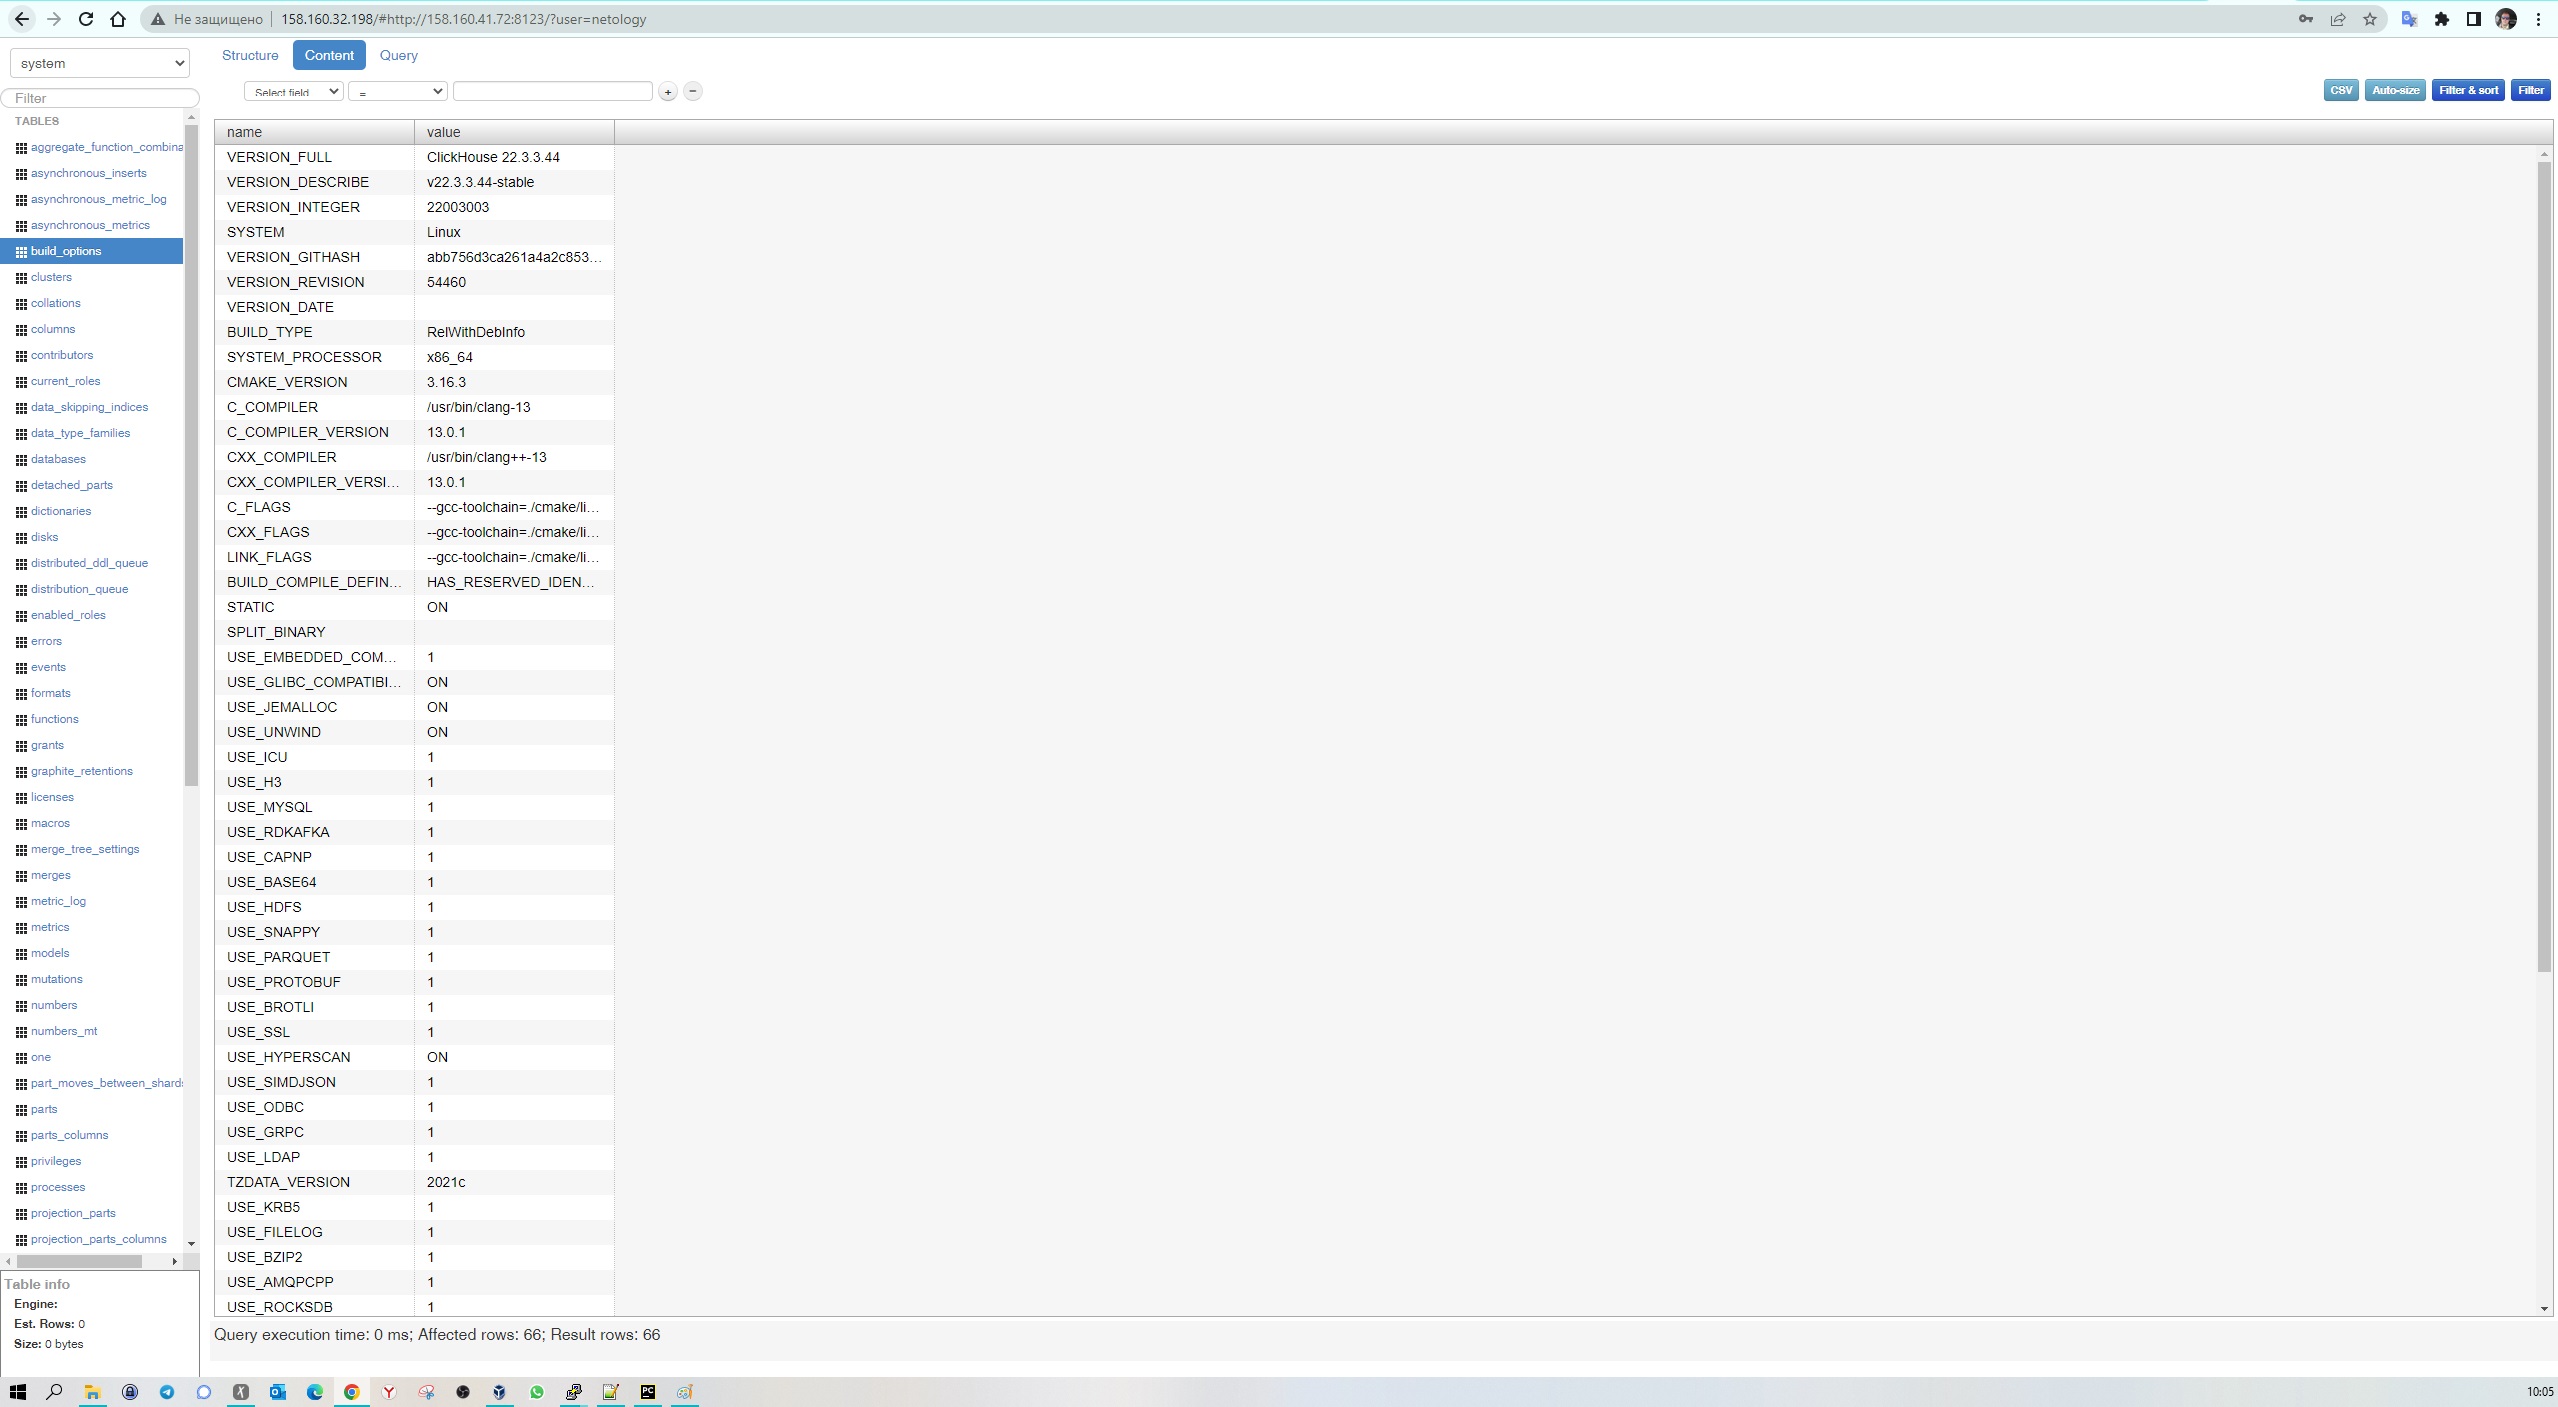 Не защищено 158.160.32.198/#http://158.160.41.72:8123/?user=netology
system
Structure Content Query
Filter
Select field = + −
CSV Auto-size Filter & sort Filter
TABLES
aggregate_function_combina
asynchronous_inserts
asynchronous_metric_log
asynchronous_metrics
build_options
clusters
collations
columns
contributors
current_roles
data_skipping_indices
data_type_families
databases
detached_parts
dictionaries
disks
distributed_ddl_queue
distribution_queue
enabled_roles
errors
events
formats
functions
grants
graphite_retentions
licenses
macros
merge_tree_settings
merges
metric_log
metrics
models
mutations
numbers
numbers_mt
one
part_moves_between_shards
parts
parts_columns
privileges
processes
projection_parts
projection_parts_columns
Table info
Engine:
Est. Rows: 0
Size: 0 bytes
name value
VERSION_FULL ClickHouse 22.3.3.44
VERSION_DESCRIBE v22.3.3.44-stable
VERSION_INTEGER 22003003
SYSTEM Linux
VERSION_GITHASH abb756d3ca261a4a2c853...
VERSION_REVISION 54460
VERSION_DATE
BUILD_TYPE RelWithDebInfo
SYSTEM_PROCESSOR x86_64
CMAKE_VERSION 3.16.3
C_COMPILER /usr/bin/clang-13
C_COMPILER_VERSION 13.0.1
CXX_COMPILER /usr/bin/clang++-13
CXX_COMPILER_VERSI... 13.0.1
C_FLAGS --gcc-toolchain=./cmake/li...
CXX_FLAGS --gcc-toolchain=./cmake/li...
LINK_FLAGS --gcc-toolchain=./cmake/li...
BUILD_COMPILE_DEFIN... HAS_RESERVED_IDEN...
STATIC ON
SPLIT_BINARY
USE_EMBEDDED_COM... 1
USE_GLIBC_COMPATIBI... ON
USE_JEMALLOC ON
USE_UNWIND ON
USE_ICU 1
USE_H3 1
USE_MYSQL 1
USE_RDKAFKA 1
USE_CAPNP 1
USE_BASE64 1
USE_HDFS 1
USE_SNAPPY 1
USE_PARQUET 1
USE_PROTOBUF 1
USE_BROTLI 1
USE_SSL 1
USE_HYPERSCAN ON
USE_SIMDJSON 1
USE_ODBC 1
USE_GRPC 1
USE_LDAP 1
TZDATA_VERSION 2021c
USE_KRB5 1
USE_FILELOG 1
USE_BZIP2 1
USE_AMQPCPP 1
USE_ROCKSDB 1
Query execution time: 0 ms; Affected rows: 66; Result rows: 66
10:05